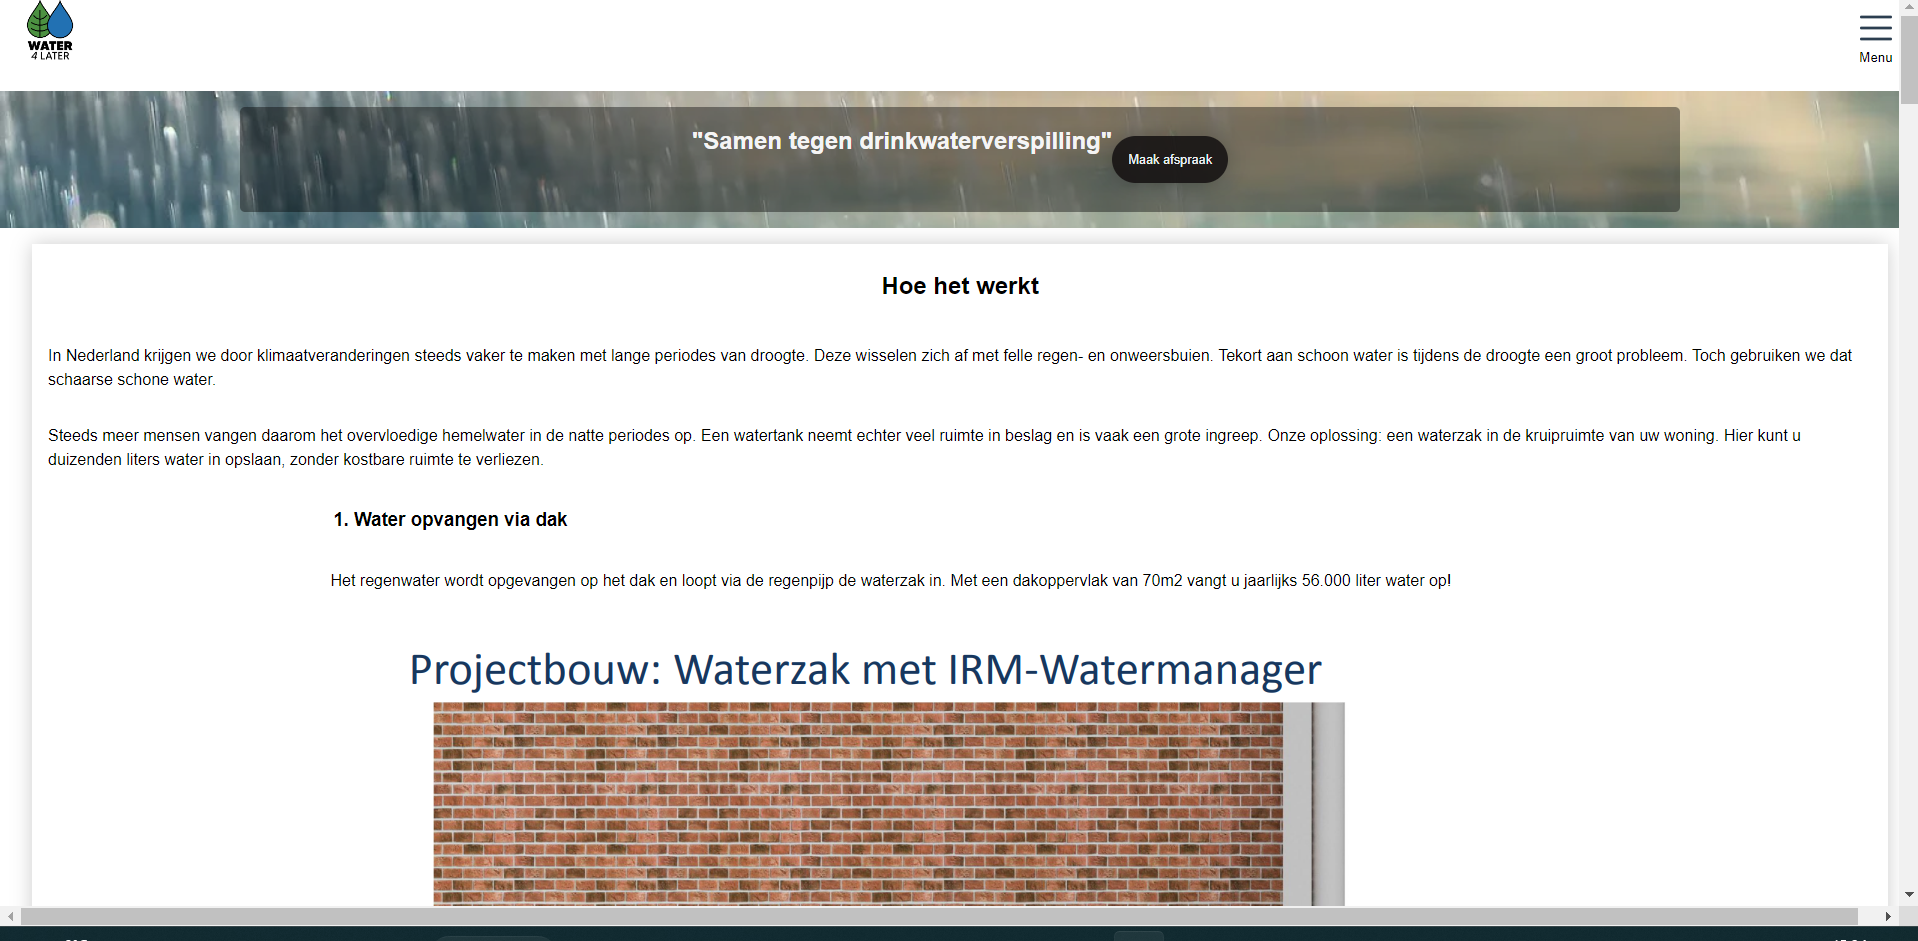 WATER
4 LATER
Menu
"Samen tegen drinkwaterverspilling"
Maak afspraak
Hoe het werkt
In Nederland krijgen we door klimaatveranderingen steeds vaker te maken met lange periodes van droogte. Deze wisselen zich af met felle regen- en onweersbuien. Tekort aan schoon water is tijdens de droogte een groot probleem. Toch gebruiken we dat
schaarse schone water.
Steeds meer mensen vangen daarom het overvloedige hemelwater in de natte periodes op. Een watertank neemt echter veel ruimte in beslag en is vaak een grote ingreep. Onze oplossing: een waterzak in de kruipruimte van uw woning. Hier kunt u
duizenden liters water in opslaan, zonder kostbare ruimte te verliezen.
1. Water opvangen via dak
Het regenwater wordt opgevangen op het dak en loopt via de regenpijp de waterzak in. Met een dakoppervlak van 70m2 vangt u jaarlijks 56.000 liter water op!
Projectbouw: Waterzak met IRM-Watermanager